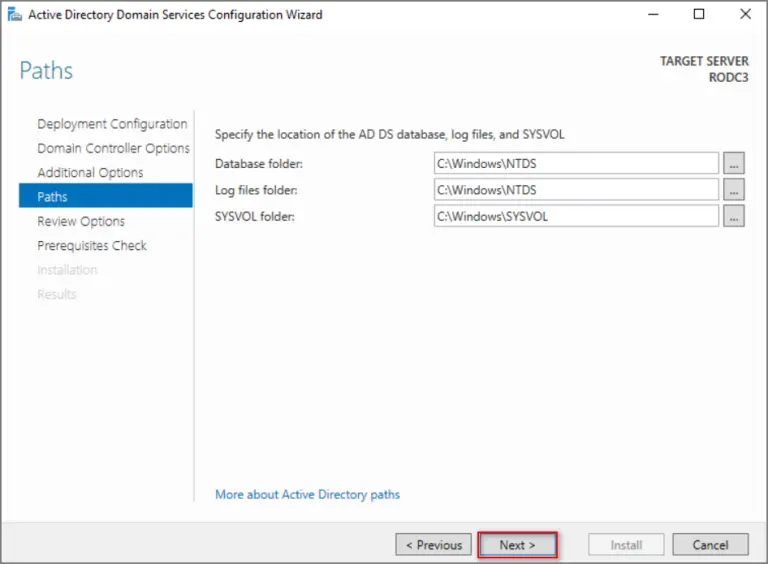 Active Directory Domain Services Configuration Wizard
Paths
TARGET SERVER
RODC3
Deployment Configuration
Domain Controller Options
Additional Options
Paths
Review Options
Prerequisites Check
Installation
Results
Specify the location of the AD DS database, log files, and SYSVOL
Database folder: C:\Windows\NTDS ...
Log files folder: C:\Windows\NTDS ...
SYSVOL folder: C:\Windows\SYSVOL ...
More about Active Directory paths
< Previous Next > Install Cancel